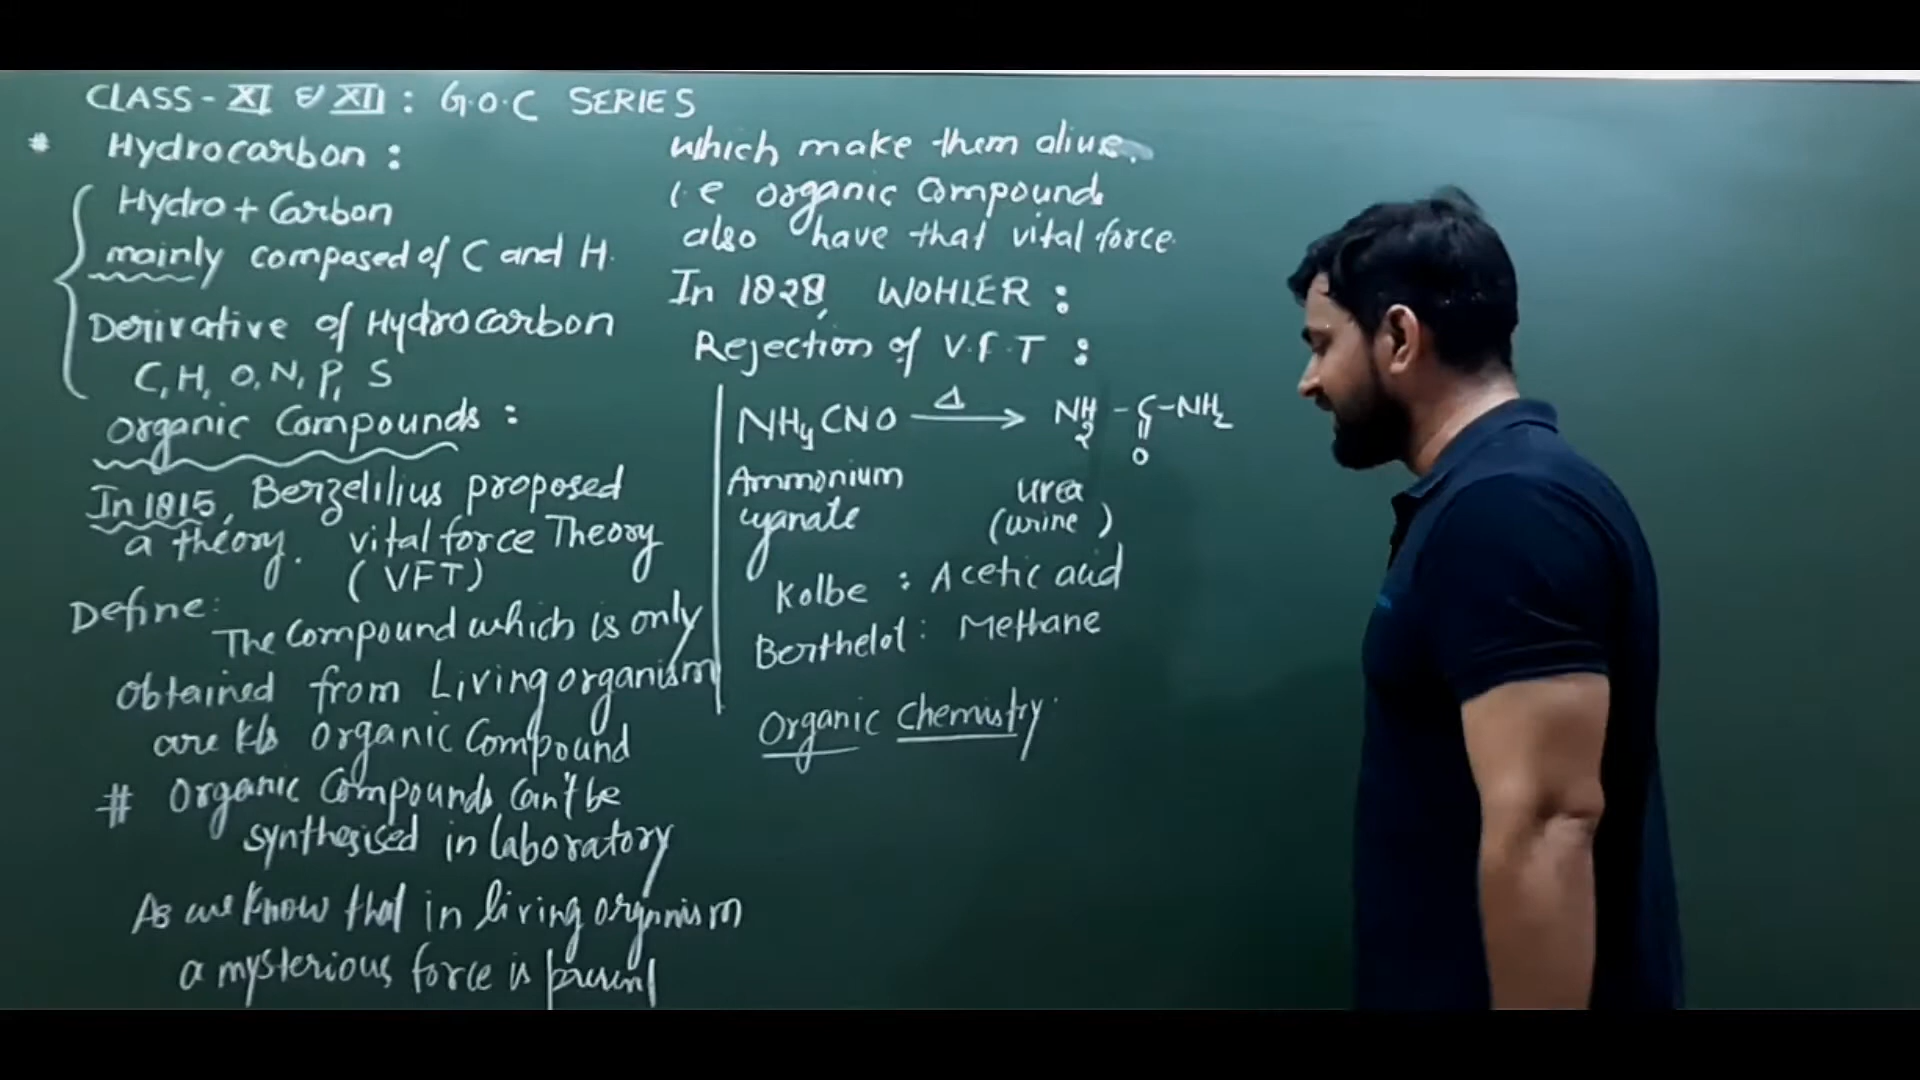 CLASS - XI & XII : G.O.C SERIES
* Hydrocarbon :
Hydro + Carbon
mainly composed of C and H.
Derivative of Hydrocarbon
C, H, O, N, P, S
Organic Compounds :
In 1815, Berzelilius proposed
a theory. vital force Theory
( VFT )
Define :
The Compound which is only
obtained from Living organism
are k/s organic Compound
# Organic Compounds Can't be
synthesised in laboratory
As we know that in living organism
a mysterious force is present
which make them alive.
i.e organic Compounds
also have that vital force.
In 1828, WOHLER :
Rejection of V.F.T :
NH4CNO Δ→ NH2 - C - NH2
O
Ammonium
cyanate
urea
(urine )
Kolbe : Acetic acid
Berthelot : Methane
Organic Chemistry.